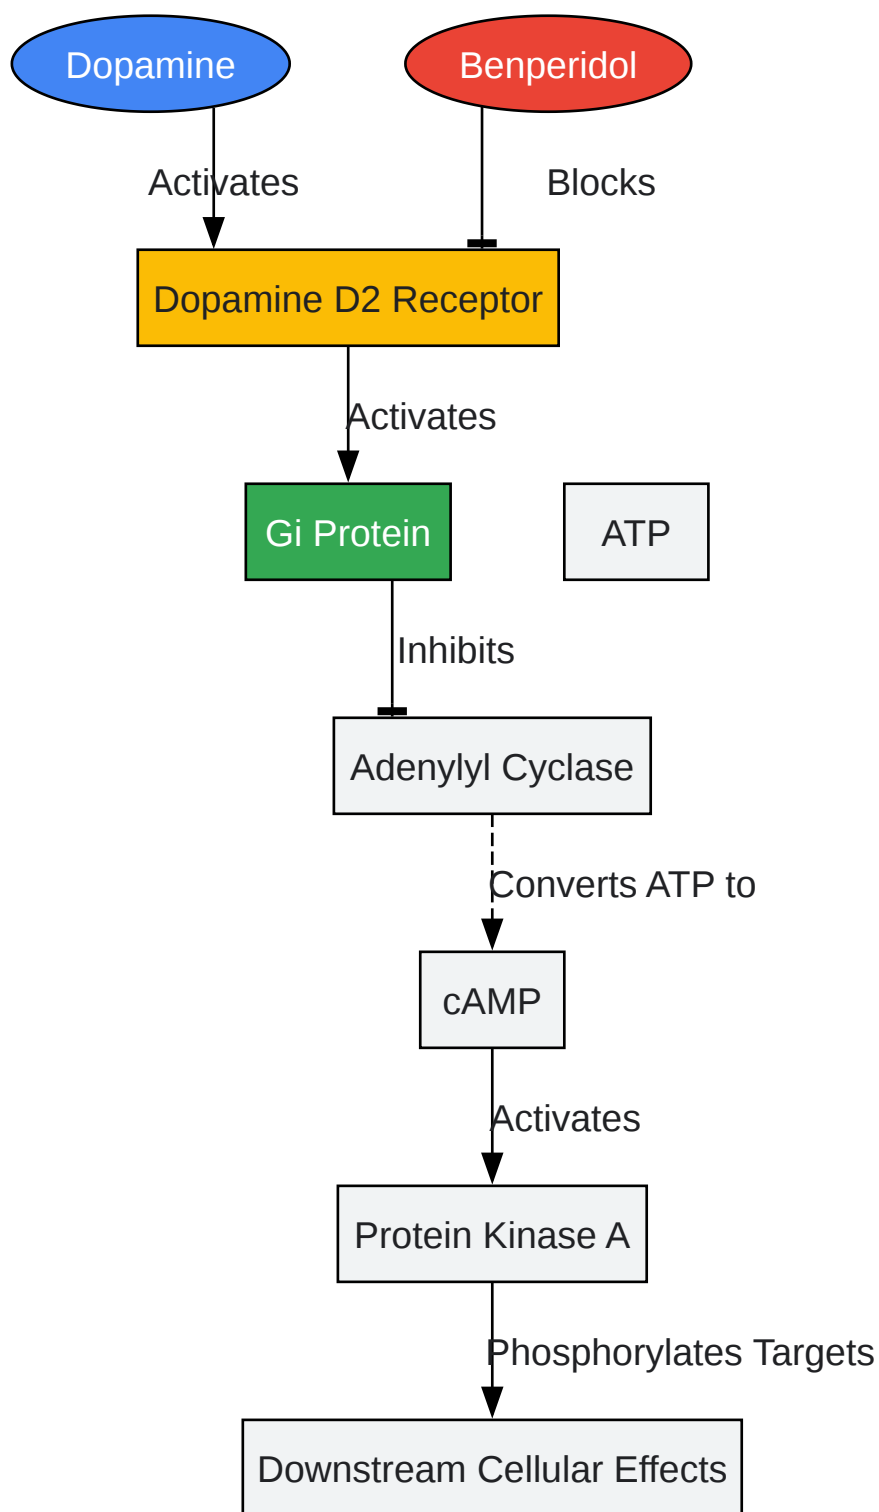 Dopamine
Benperidol
Activates
Blocks
Dopamine D2 Receptor
Activates
Gi Protein
ATP
Inhibits
Adenylyl Cyclase
Converts ATP to
cAMP
Activates
Protein Kinase A
Phosphorylates Targets
Downstream Cellular Effects